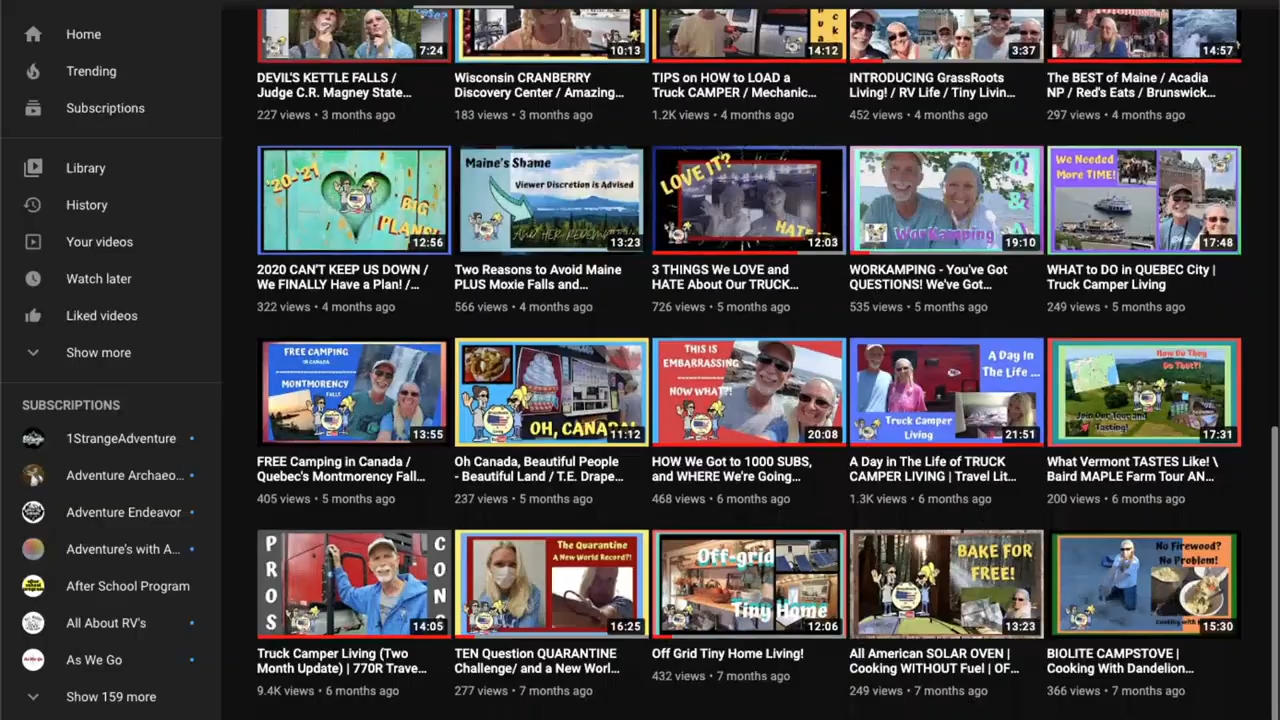 Home
Trending
Subscriptions
Library
History
Your videos
Watch later
Liked videos
Show more
SUBSCRIPTIONS
1StrangeAdventure
Adventure Archaeo...
Adventure Endeavor
Adventure's with A...
After School Program
All About RV's
As We Go
Show 159 more
7:24
10:13
14:12
3:37
14:57
DEVIL'S KETTLE FALLS /
Judge C.R. Magney State...
227 views • 3 months ago
Wisconsin CRANBERRY
Discovery Center / Amazing...
183 views • 3 months ago
TIPS on HOW to LOAD a
Truck CAMPER / Mechanic...
1.2K views • 4 months ago
INTRODUCING GrassRoots
Living! / RV Life / Tiny Livin...
452 views • 4 months ago
The BEST of Maine / Acadia
NP / Red's Eats / Brunswick...
297 views • 4 months ago
20-21
BIG
PLANS!
12:56
Maine's Shame
Viewer Discretion is Advised
13:23
LOVE IT?
HATE
12:03
Q
&
WorKamping
19:10
We Needed
More TIME!
17:48
2020 CAN'T KEEP US DOWN /
We FINALLY Have a Plan! /...
322 views • 4 months ago
Two Reasons to Avoid Maine
PLUS Moxie Falls and...
566 views • 4 months ago
3 THINGS We LOVE and
HATE About Our TRUCK...
726 views • 5 months ago
WORKAMPING - You've Got
QUESTIONS! We've Got...
535 views • 5 months ago
WHAT to DO in QUEBEC City |
Truck Camper Living
249 views • 5 months ago
FREE CAMPING
IN CANADA
MONTMORENCY
FALLS
13:55
OH, CANADA
11:12
THIS IS
EMBARRASSING
NOW WHAT?!
20:08
A Day In
The Life ...
Truck Camper
Living
21:51
How Do They
Do That?!
Join Our Tour and
Tasting!
17:31
FREE Camping in Canada /
Quebec's Montmorency Fall...
405 views • 5 months ago
Oh Canada, Beautiful People
- Beautiful Land / T.E. Drape...
237 views • 5 months ago
HOW We Got to 1000 SUBS,
and WHERE We're Going...
468 views • 6 months ago
A Day in The Life of TRUCK
CAMPER LIVING | Travel Lit...
1.3K views • 6 months ago
What Vermont TASTES Like! \
Baird MAPLE Farm Tour AN...
200 views • 6 months ago
PROS
CON
14:05
The Quarantine
A New World Record?!
16:25
Off-grid
Tiny Home
12:06
BAKE FOR
FREE!
13:23
No Firewood?
No Problem!
15:30
Truck Camper Living (Two
Month Update) | 770R Trave...
9.4K views • 6 months ago
TEN Question QUARANTINE
Challenge/ and a New Worl...
277 views • 7 months ago
Off Grid Tiny Home Living!
432 views • 7 months ago
All American SOLAR OVEN |
Cooking WITHOUT Fuel | OF...
249 views • 7 months ago
BIOLITE CAMPSTOVE |
Cooking With Dandelion...
366 views • 7 months ago